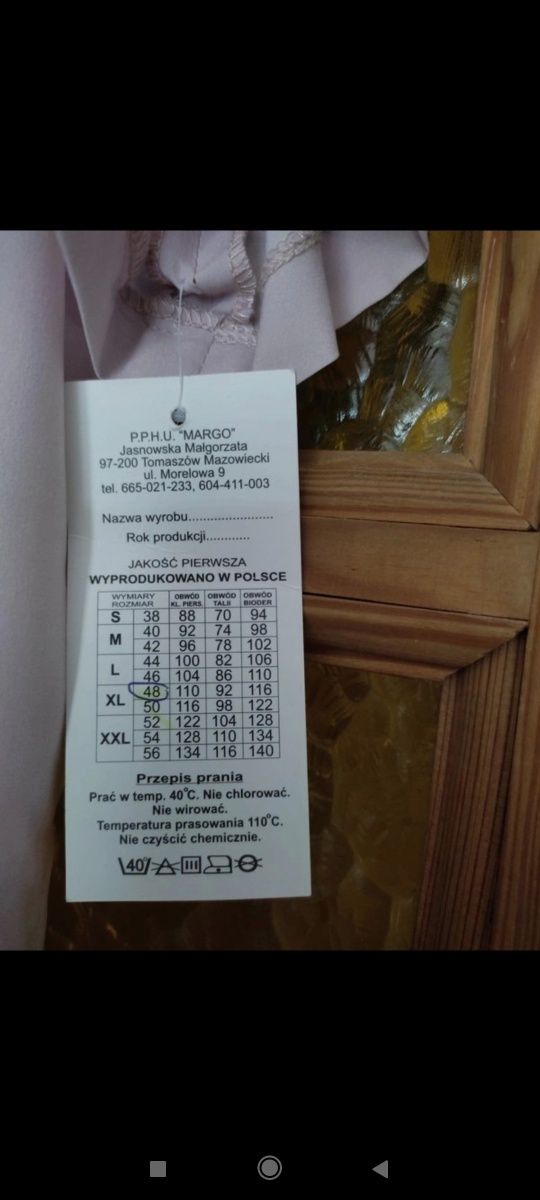 P.P.H.U. "MARGO"
Jasnowska Małgorzata
97-200 Tomaszów Mazowiecki
ul. Morelowa 9
tel. 665-021-233, 604-411-003
Nazwa wyrobu.......................
Rok produkcji............
JAKOŚĆ PIERWSZA
WYPRODUKOWANO W POLSCE
WYMIARY ROZMIAR OBWÓD KL. PIERS. OBWÓD TALII OBWÓD BIODER
S 38 88 70 94
M 40 92 74 98
42 96 78 102
L 44 100 82 106
46 104 86 110
XL 48 110 92 116
50 116 98 122
XXL 52 122 104 128
54 128 110 134
56 134 116 140
Przepis prania
Prać w temp. 40°C. Nie chlorować.
Nie wirować.
Temperatura prasowania 110°C.
Nie czyścić chemicznie.
40°